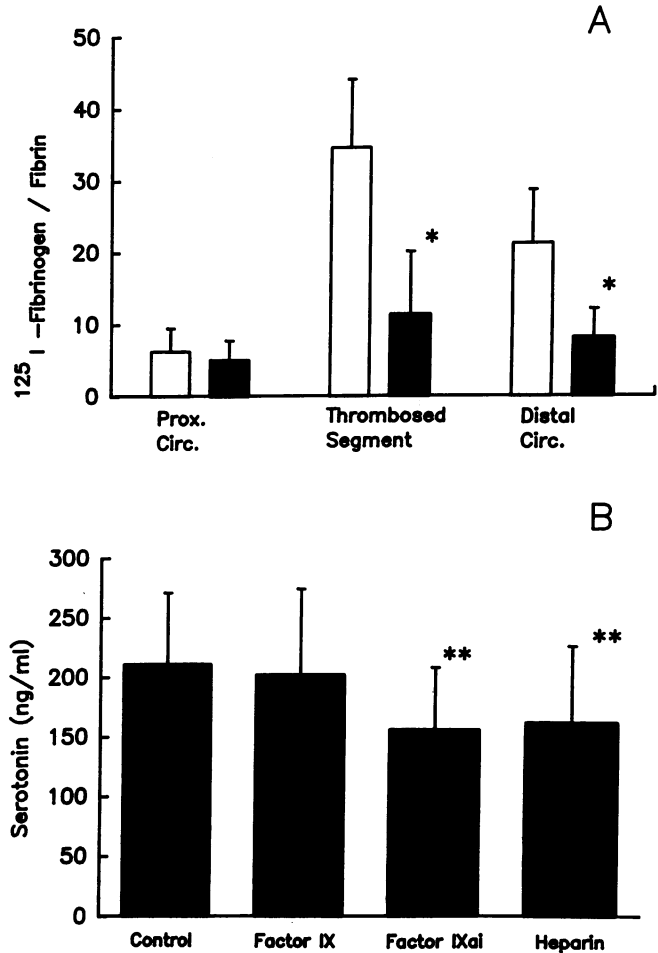 A
50
40
30
20
10
0
125 I -Fibrinogen / Fibrin
*
*
Prox.
Circ.
Thrombosed
Segment
Distal
Circ.
B
300
250
200
150
100
50
0
Serotonin (ng/ml)
**
**
Control
Factor IX
Factor IXai
Heparin